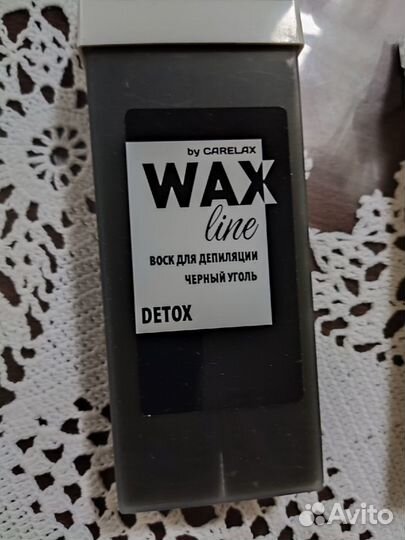 by CARELAX
WAX
line
ВОСК ДЛЯ ДЕПИЛЯЦИИ
ЧЕРНЫЙ УГОЛЬ
DETOX
Avito